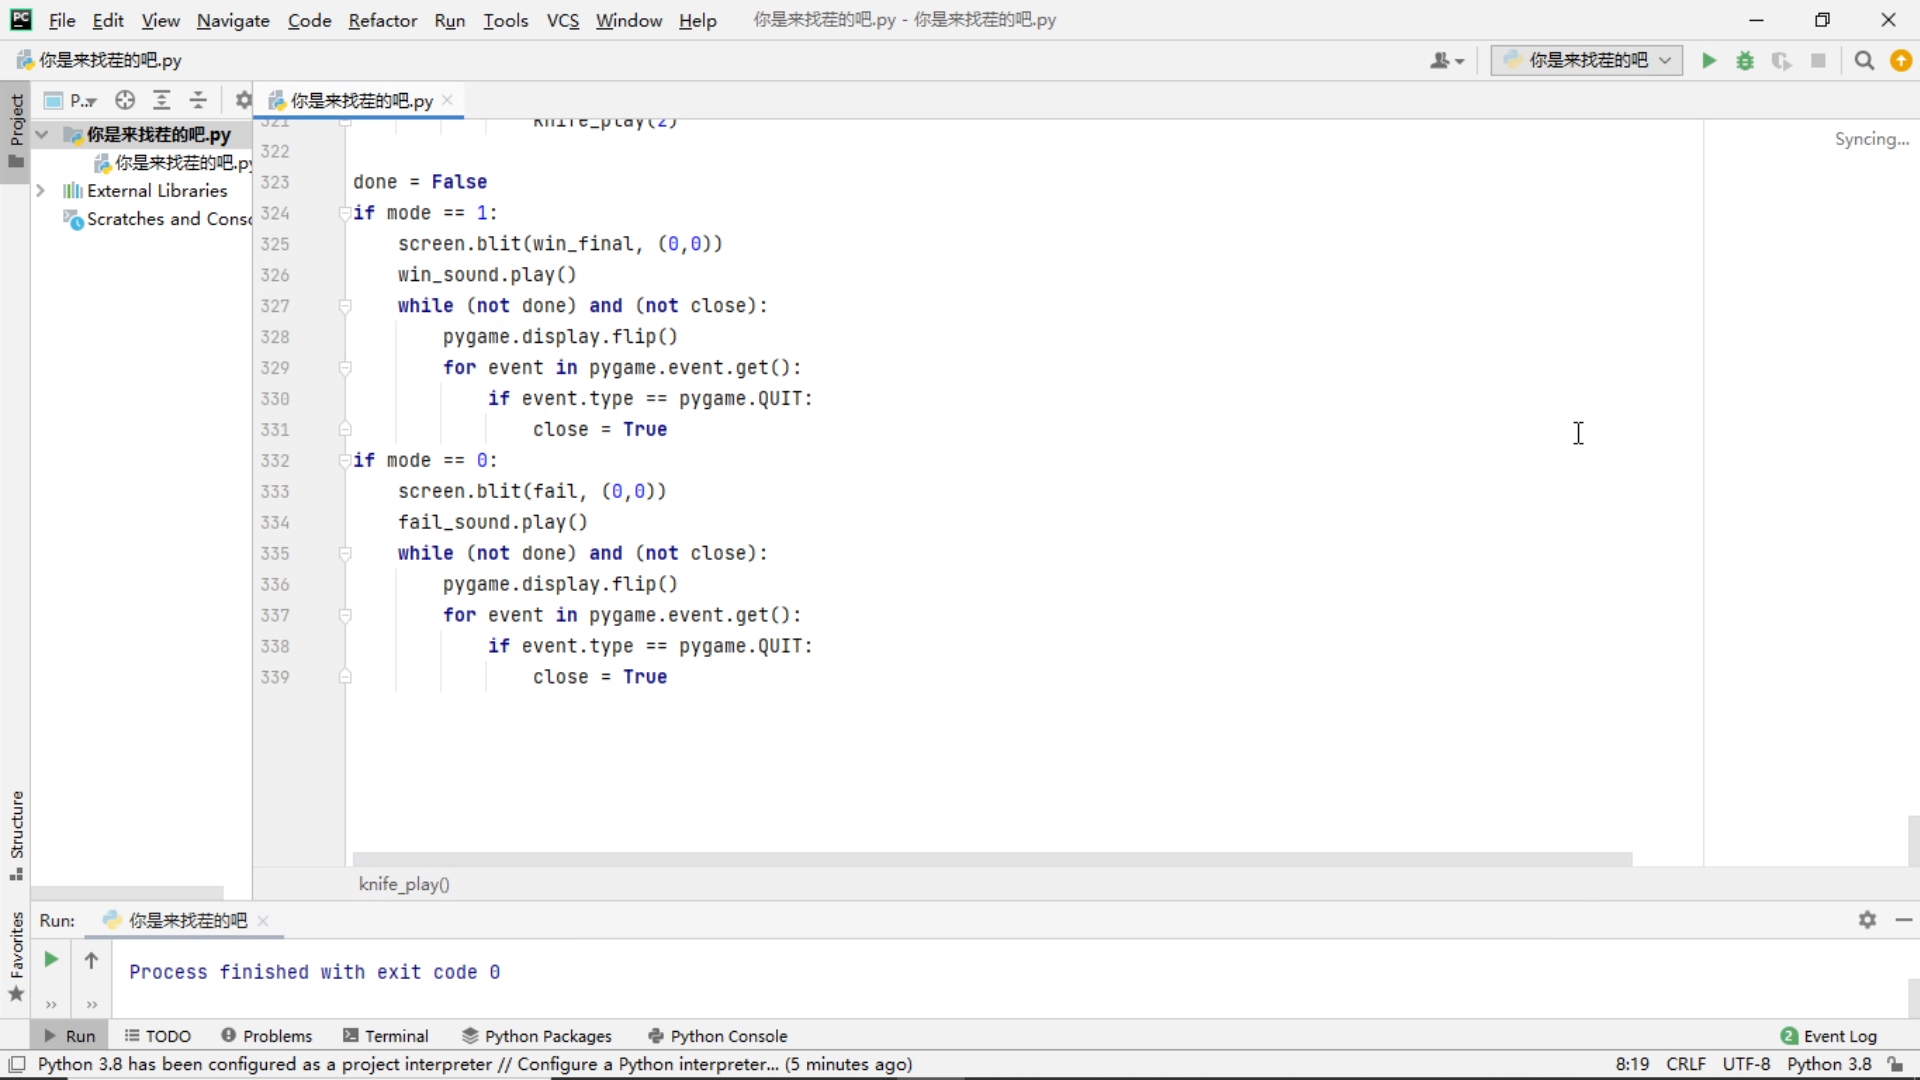 File Edit View Navigate Code Refactor Run Tools VCS Window Help 你是来找茬的吧.py - 你是来找茬的吧.py
你是来找茬的吧.py 你是来找茬的吧
Project P.. 你是来找茬的吧.py
你是来找茬的吧.py
你是来找茬的吧.py
External Libraries
Scratches and Conso
Syncing...
321 knife_play(2)
322
323 done = False
324 if mode == 1:
325 screen.blit(win_final, (0,0))
326 win_sound.play()
327 while (not done) and (not close):
328 pygame.display.flip()
329 for event in pygame.event.get():
330 if event.type == pygame.QUIT:
331 close = True
332 if mode == 0:
333 screen.blit(fail, (0,0))
334 fail_sound.play()
335 while (not done) and (not close):
336 pygame.display.flip()
337 for event in pygame.event.get():
338 if event.type == pygame.QUIT:
339 close = True
Structure
knife_play()
Favorites
Run: 你是来找茬的吧
Process finished with exit code 0
Run TODO Problems Terminal Python Packages Python Console 2 Event Log
Python 3.8 has been configured as a project interpreter // Configure a Python interpreter... (5 minutes ago) 8:19 CRLF UTF-8 Python 3.8